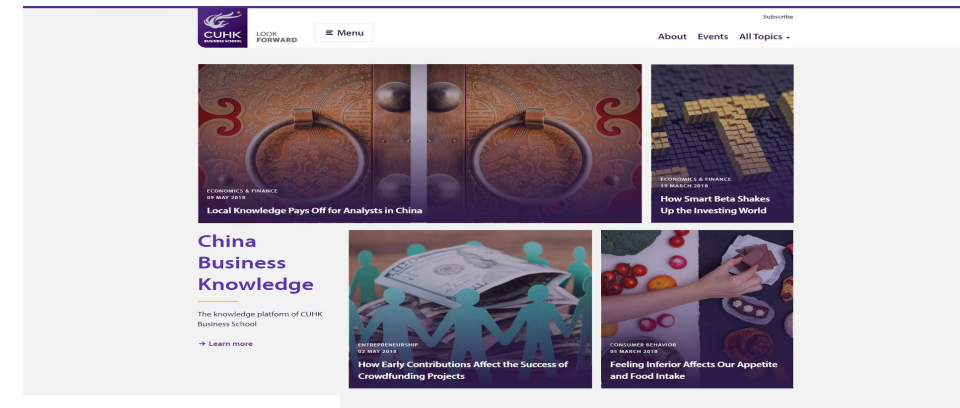 Subscribe
CUHK
BUSINESS SCHOOL
LOOK
FORWARD
≡ Menu
About Events All Topics
ECONOMICS & FINANCE
09 MAY 2018
Local Knowledge Pays Off for Analysts in China
ECONOMICS & FINANCE
19 MARCH 2018
How Smart Beta Shakes
Up the Investing World
China
Business
Knowledge
The knowledge platform of CUHK
Business School
→ Learn more
ENTREPRENEURSHIP
02 MAY 2018
How Early Contributions Affect the Success of
Crowdfunding Projects
CONSUMER BEHAVIOR
05 MARCH 2018
Feeling Inferior Affects Our Appetite
and Food Intake